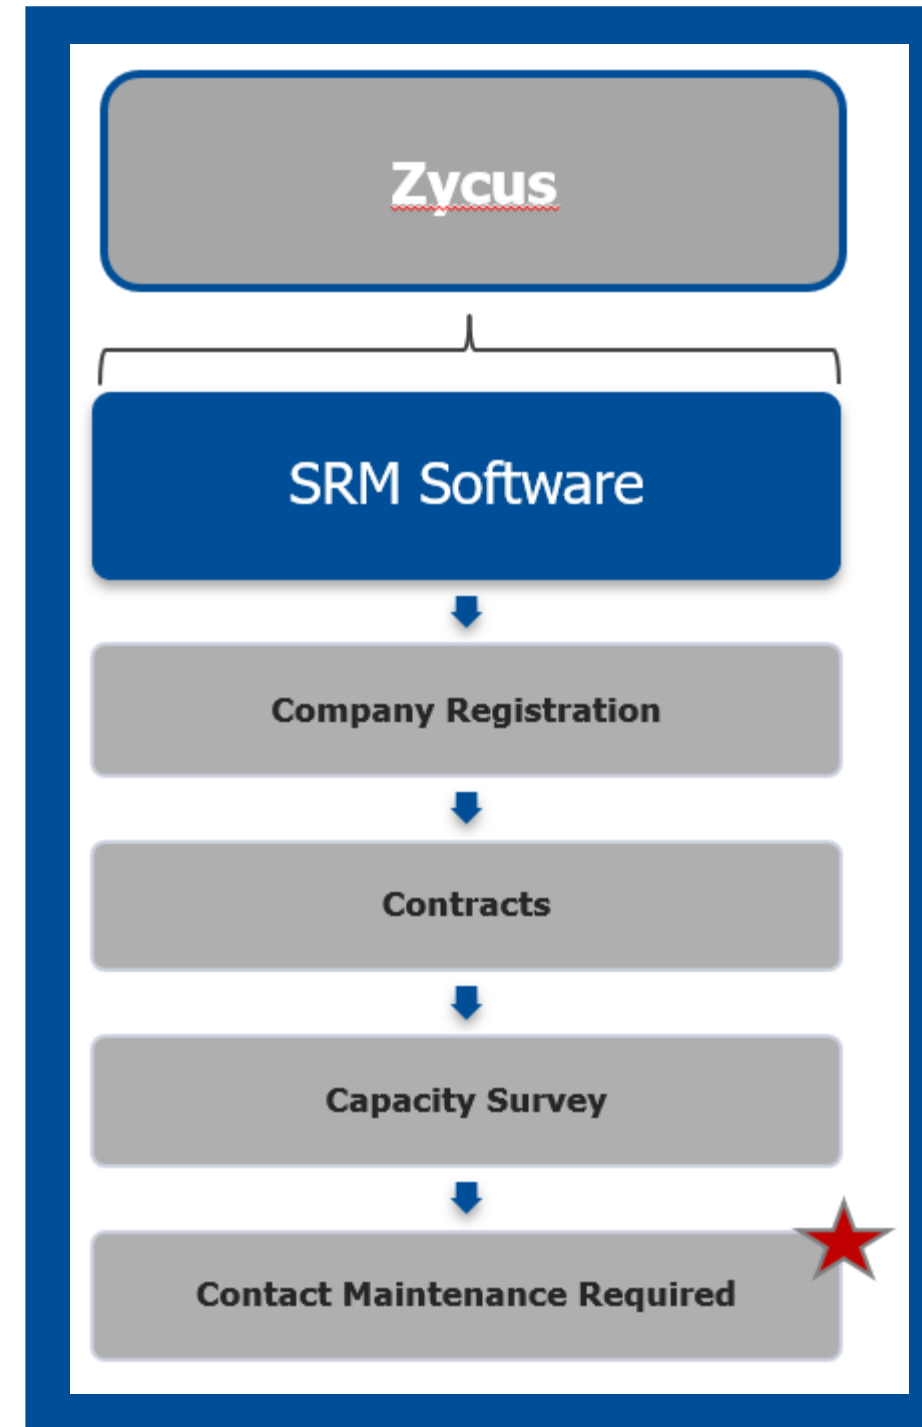 Zycus
SRM Software
Company Registration
Contracts
Capacity Survey
Contact Maintenance Required